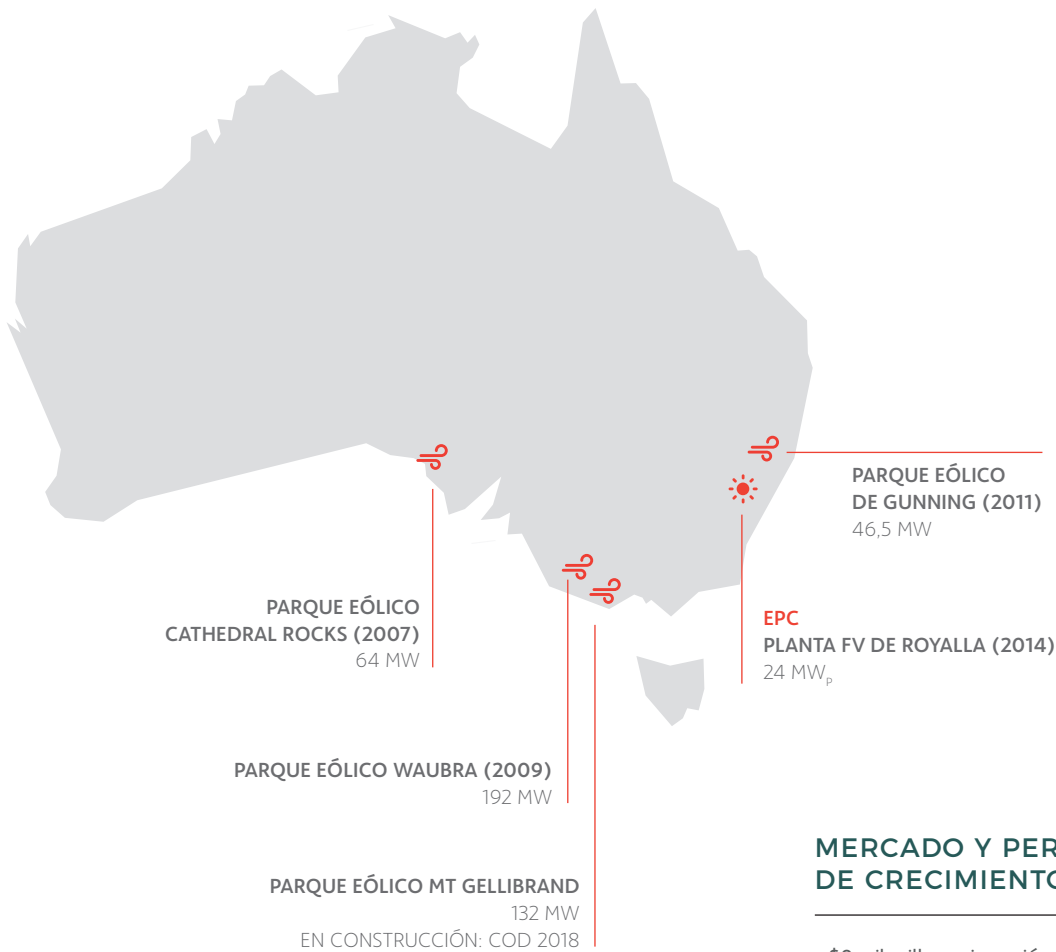 PARQUE EÓLICO
DE GUNNING (2011)
46,5 MW
PARQUE EÓLICO
CATHEDRAL ROCKS (2007)
64 MW
EPC
PLANTA FV DE ROYALLA (2014)
24 MWP
PARQUE EÓLICO WAUBRA (2009)
192 MW
PARQUE EÓLICO MT GELLIBRAND
132 MW
EN CONSTRUCCIÓN: COD 2018
MERCADO Y
DE CRECIMIENTO